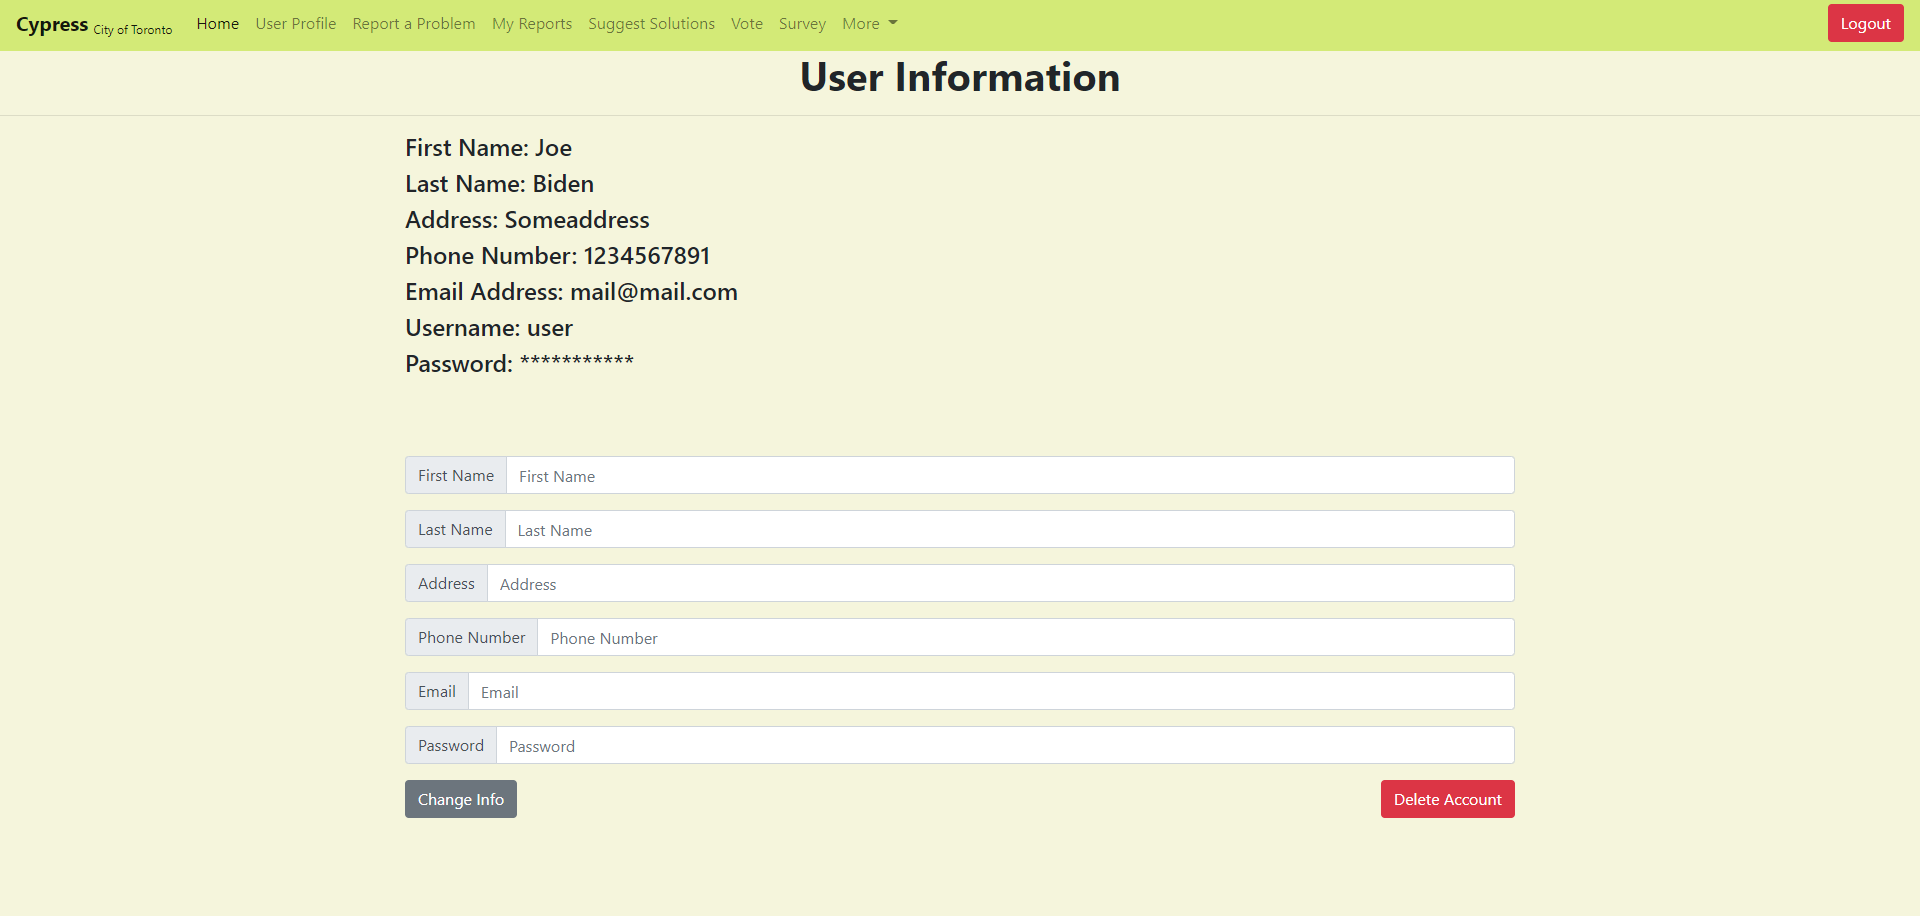 Cypress City of Toronto Home User Profile Report a Problem My Reports Suggest Solutions Vote Survey More Logout
User Information
First Name: Joe
Last Name: Biden
Address: Someaddress
Phone Number: 1234567891
Email Address: mail@mail.com
Username: user
Password: ***********
First Name First Name
Last Name Last Name
Address Address
Phone Number Phone Number
Email Email
Password Password
Change Info Delete Account